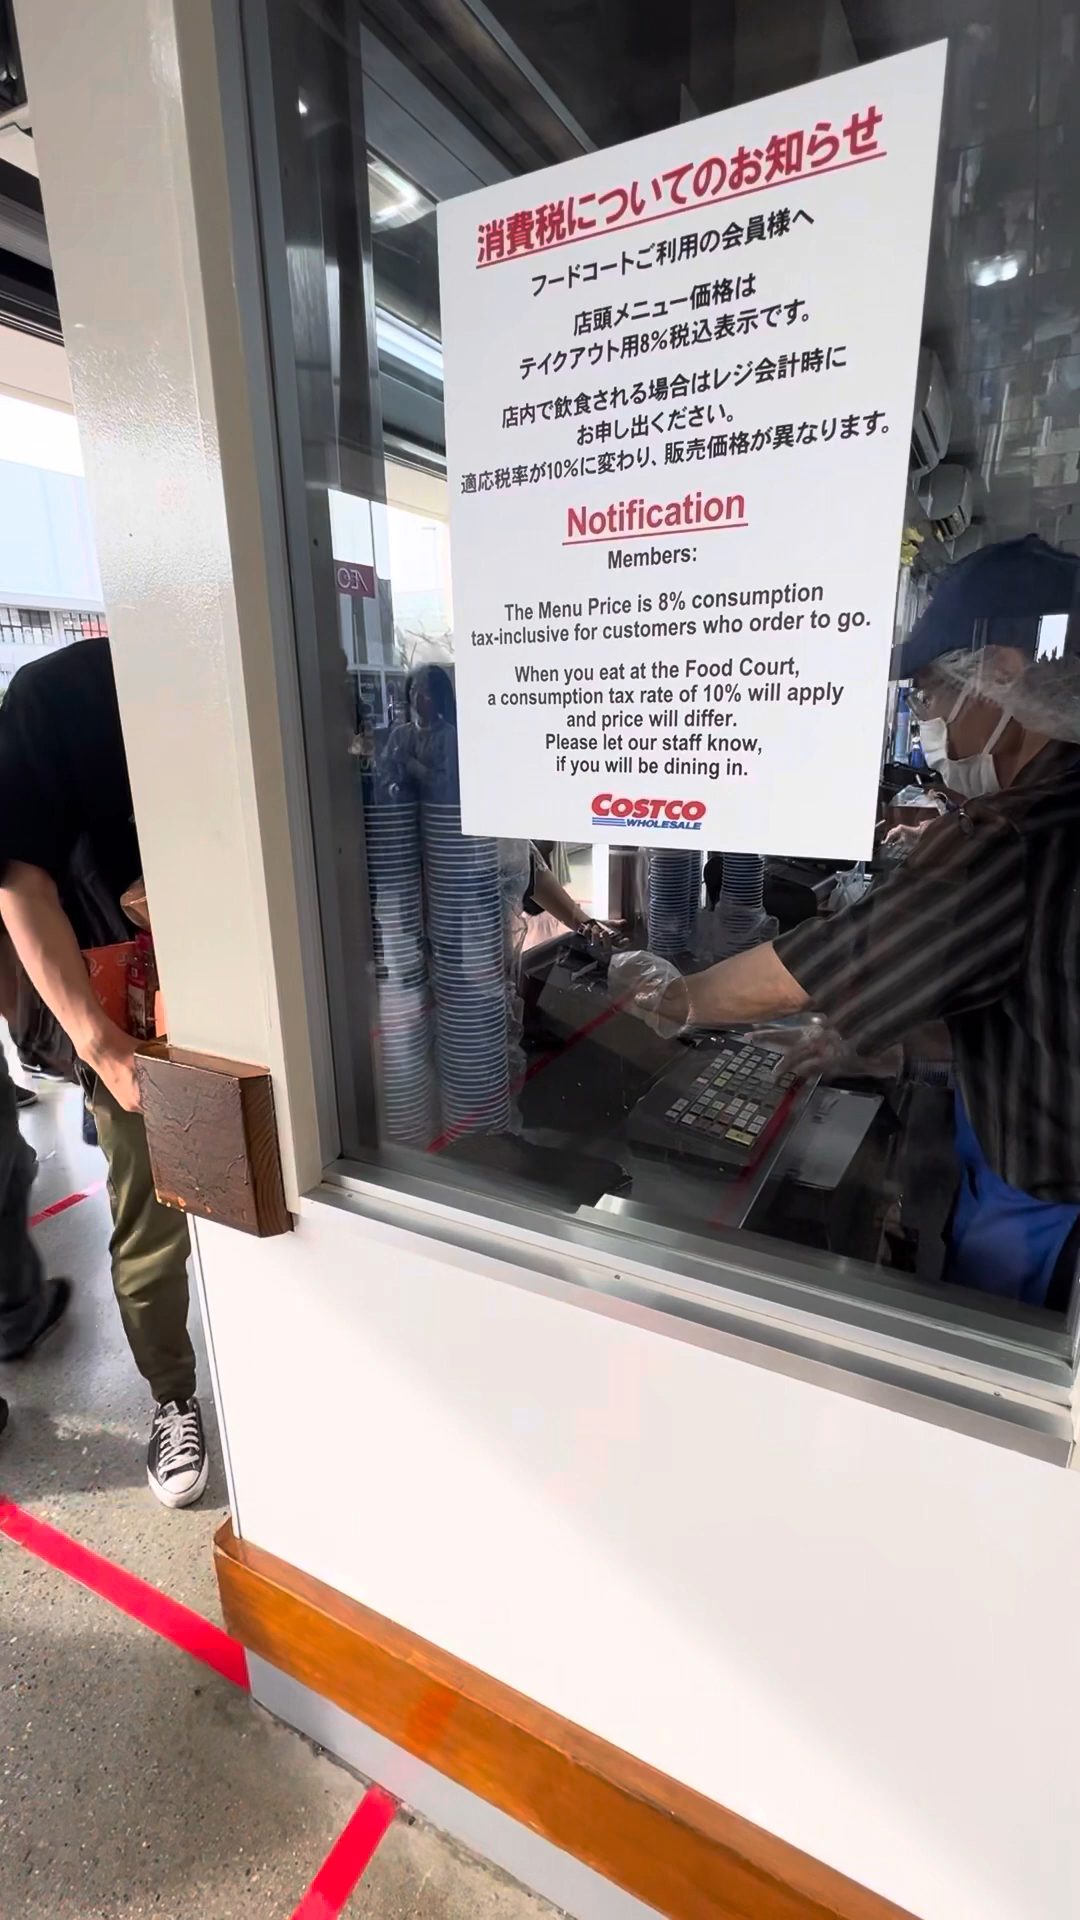 消費税についてのお知らせ
フードコートご利用の会員様へ
店頭メニュー価格は
テイクアウト用8%税込表示です。
店内で飲食される場合はレジ会計時に
お申し出ください。
適応税率が10%に変わり、販売価格が異なります。
Notification
Members:
The Menu Price is 8% consumption
tax-inclusive for customers who order to go.
When you eat at the Food Court,
a consumption tax rate of 10% will apply
and price will differ.
Please let our staff know,
if you will be dining in.
COSTCO
WHOLESALE